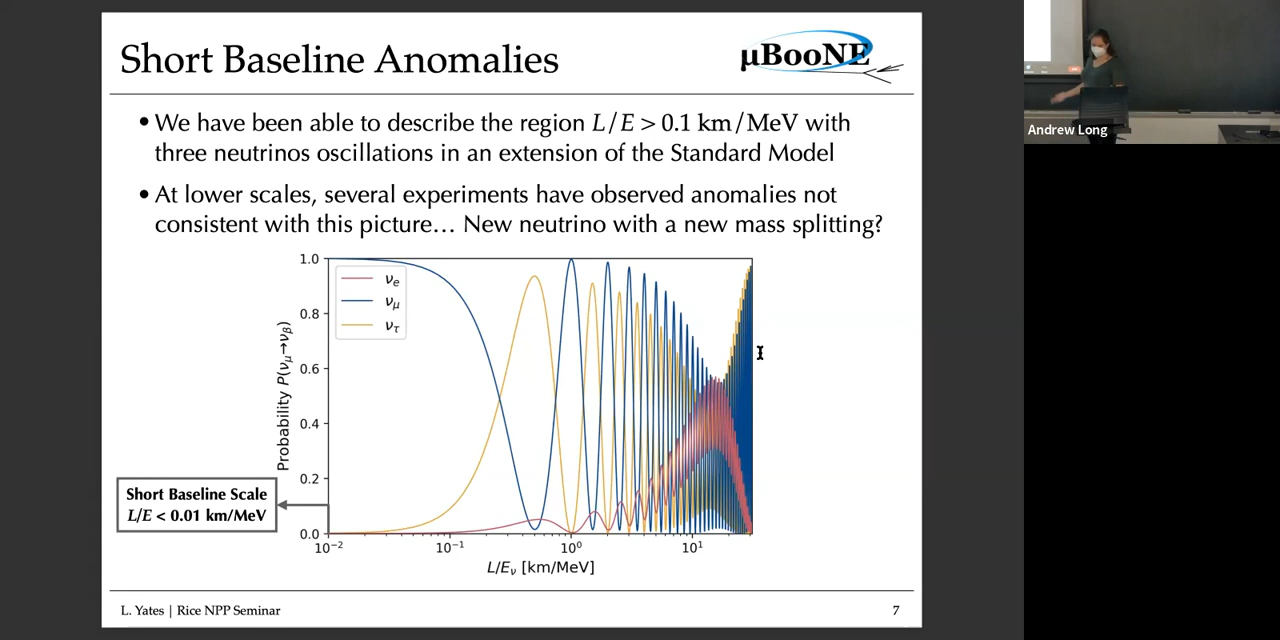 Short Baseline Anomalies
µBooNE
• We have been able to describe the region L/E > 0.1 km/MeV with
three neutrinos oscillations in an extension of the Standard Model
• At lower scales, several experiments have observed anomalies not
consistent with this picture… New neutrino with a new mass splitting?
Probability P(νμ→νβ)
1.0
0.8
0.6
0.4
0.2
0.0
νe
νμ
ντ
10⁻²
10⁻¹
10⁰
10¹
L/Eν [km/MeV]
Short Baseline Scale
L/E < 0.01 km/MeV
L. Yates | Rice NPP Seminar
7
Andrew Long